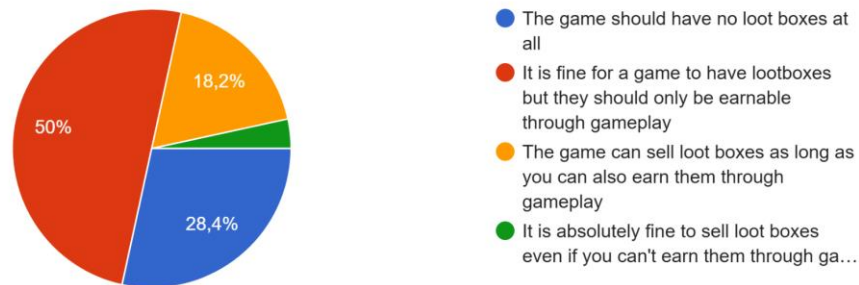 18,2%
50%
28,4%
The game should have no loot boxes at
all
It is fine for a game to have lootboxes
but they should only be earnable
through gameplay
The game can sell loot boxes as long as
you can also earn them through
gameplay
It is absolutely fine to sell loot boxes
even if you can't earn them through ga…